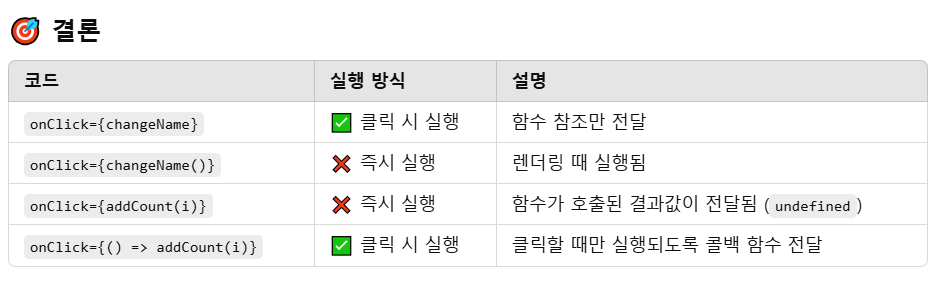 🎯 결론
코드 실행 방식 설명
onClick={changeName} ✅ 클릭 시 실행 함수 참조만 전달
onClick={changeName()} ❌ 즉시 실행 렌더링 때 실행됨
onClick={addCount(i)} ❌ 즉시 실행 함수가 호출된 결과값이 전달됨 (undefined)
onClick={() => addCount(i)} ✅ 클릭 시 실행 클릭할 때만 실행되도록 콜백 함수 전달